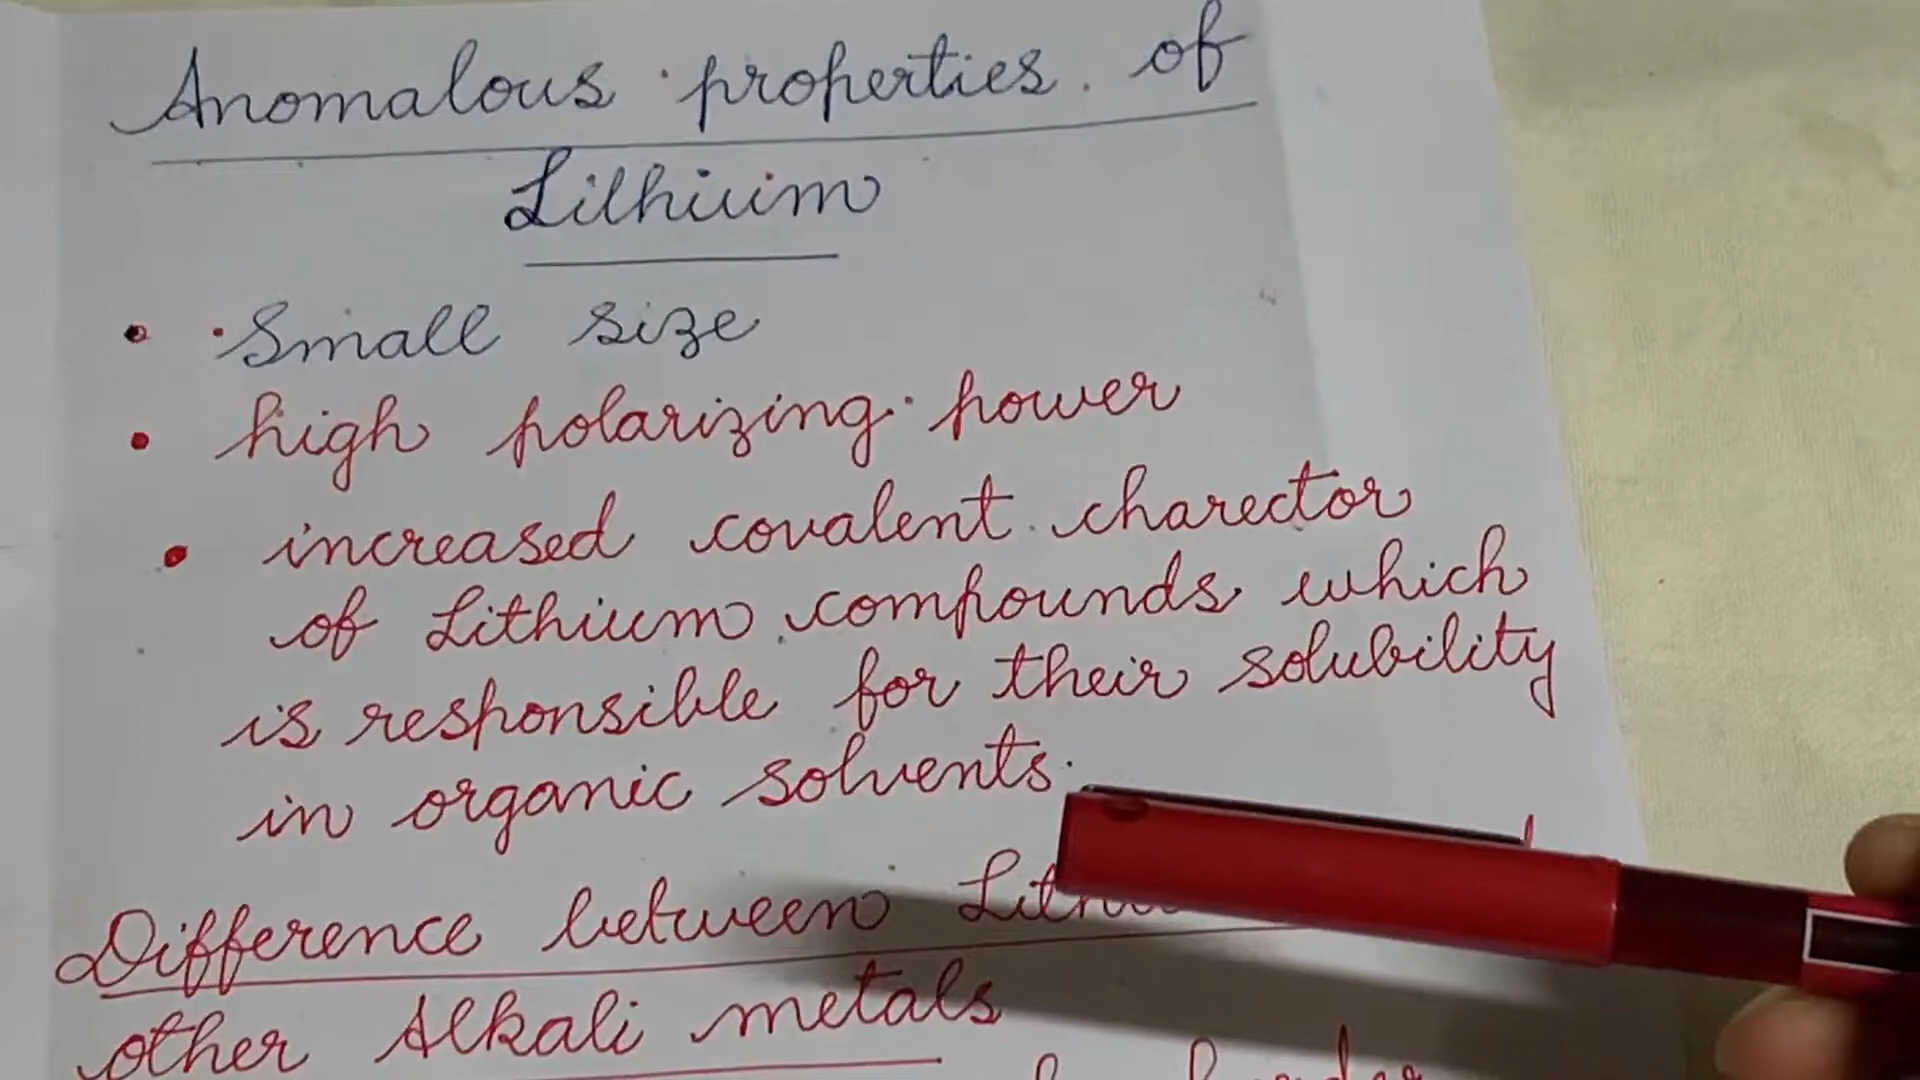 Anomalous properties of
Lithium
• Small size
• high polarizing power
• increased covalent charector
of Lithium compounds which
is responsible for their solubility
in organic solvents.
Difference between
other Alkali metals